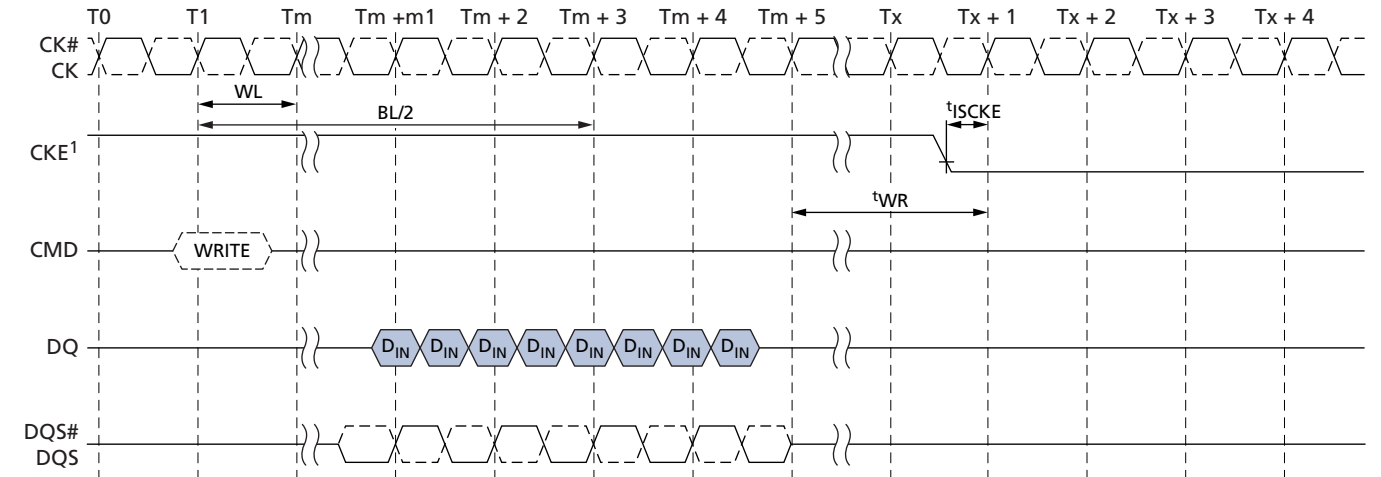 T0 T1 Tm Tm +m1 Tm + 2 Tm + 3 Tm + 4 Tm + 5 Tx Tx + 1 Tx + 2 Tx + 3 Tx + 4
CK#
CK
WL
BL/2
tISCKE
CKE1
tWR
CMD WRITE
DQ DIN DIN DIN DIN DIN DIN DIN DIN
DQS#
DQS